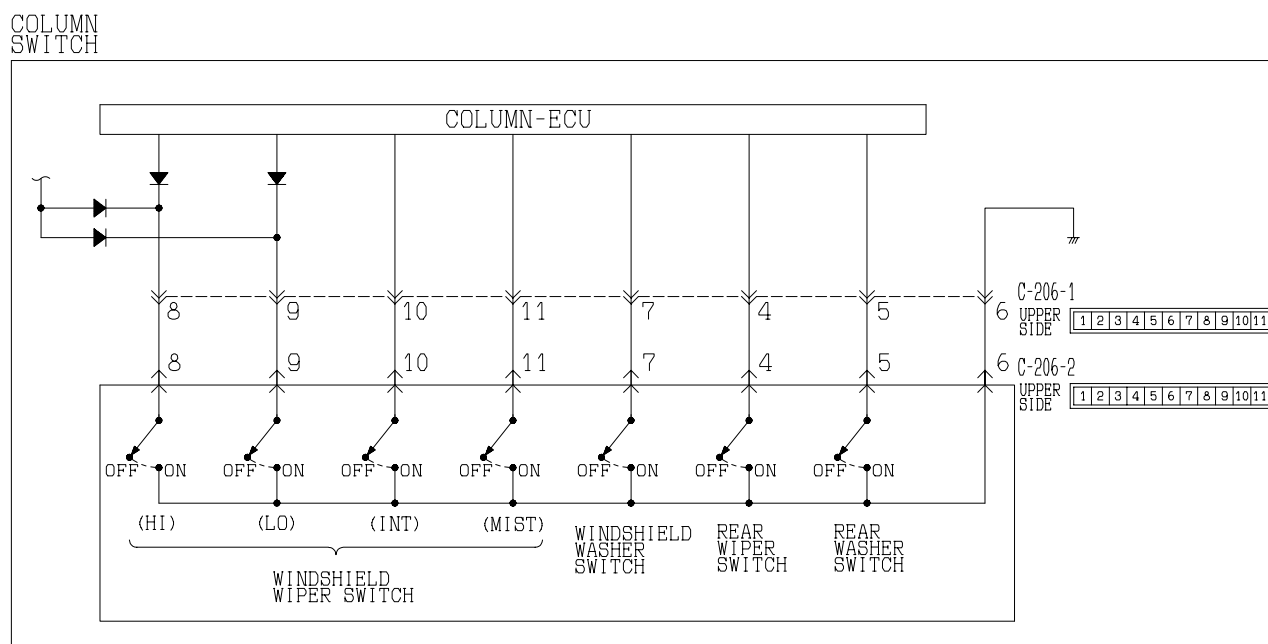 COLUMN
SWITCH
COLUMN-ECU
8 9 10 11 7 4 5 6 C-206-1
UPPER
SIDE
1 2 3 4 5 6 7 8 9 10 11
8 9 10 11 7 4 5 6 C-206-2
UPPER
SIDE
1 2 3 4 5 6 7 8 9 10 11
OFF ON OFF ON OFF ON OFF ON OFF ON OFF ON OFF ON
(HI) (LO) (INT) (MIST)
WINDSHIELD
WASHER
SWITCH
REAR
WIPER
SWITCH
REAR
WASHER
SWITCH
WINDSHIELD
WIPER SWITCH